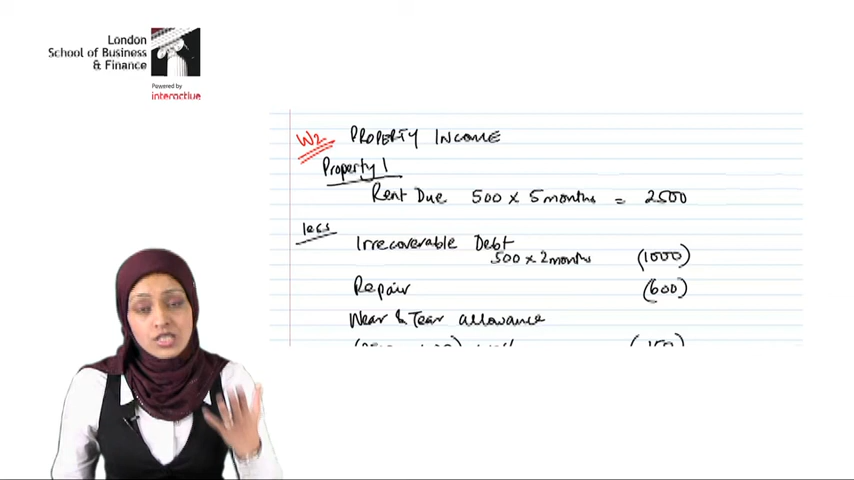 London
School of Business
& Finance
Powered by
interactive
W2 PROPERTY INCOME
Property 1
Rent Due 500 x 5 months = 2500
less
Irrecoverable Debt
500 x 2 months (1000)
Repair (600)
Wear & Tear allowance